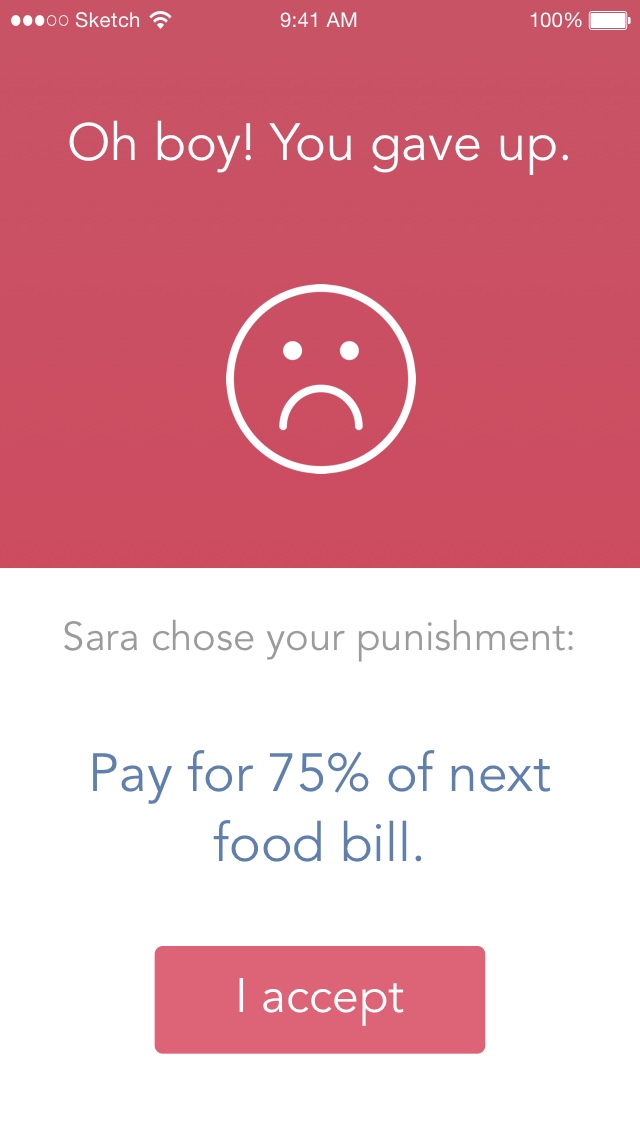 Sketch 9:41 AM 100%
Oh boy! You gave up.
Sara chose your punishment:
Pay for 75% of next
food bill.
I accept